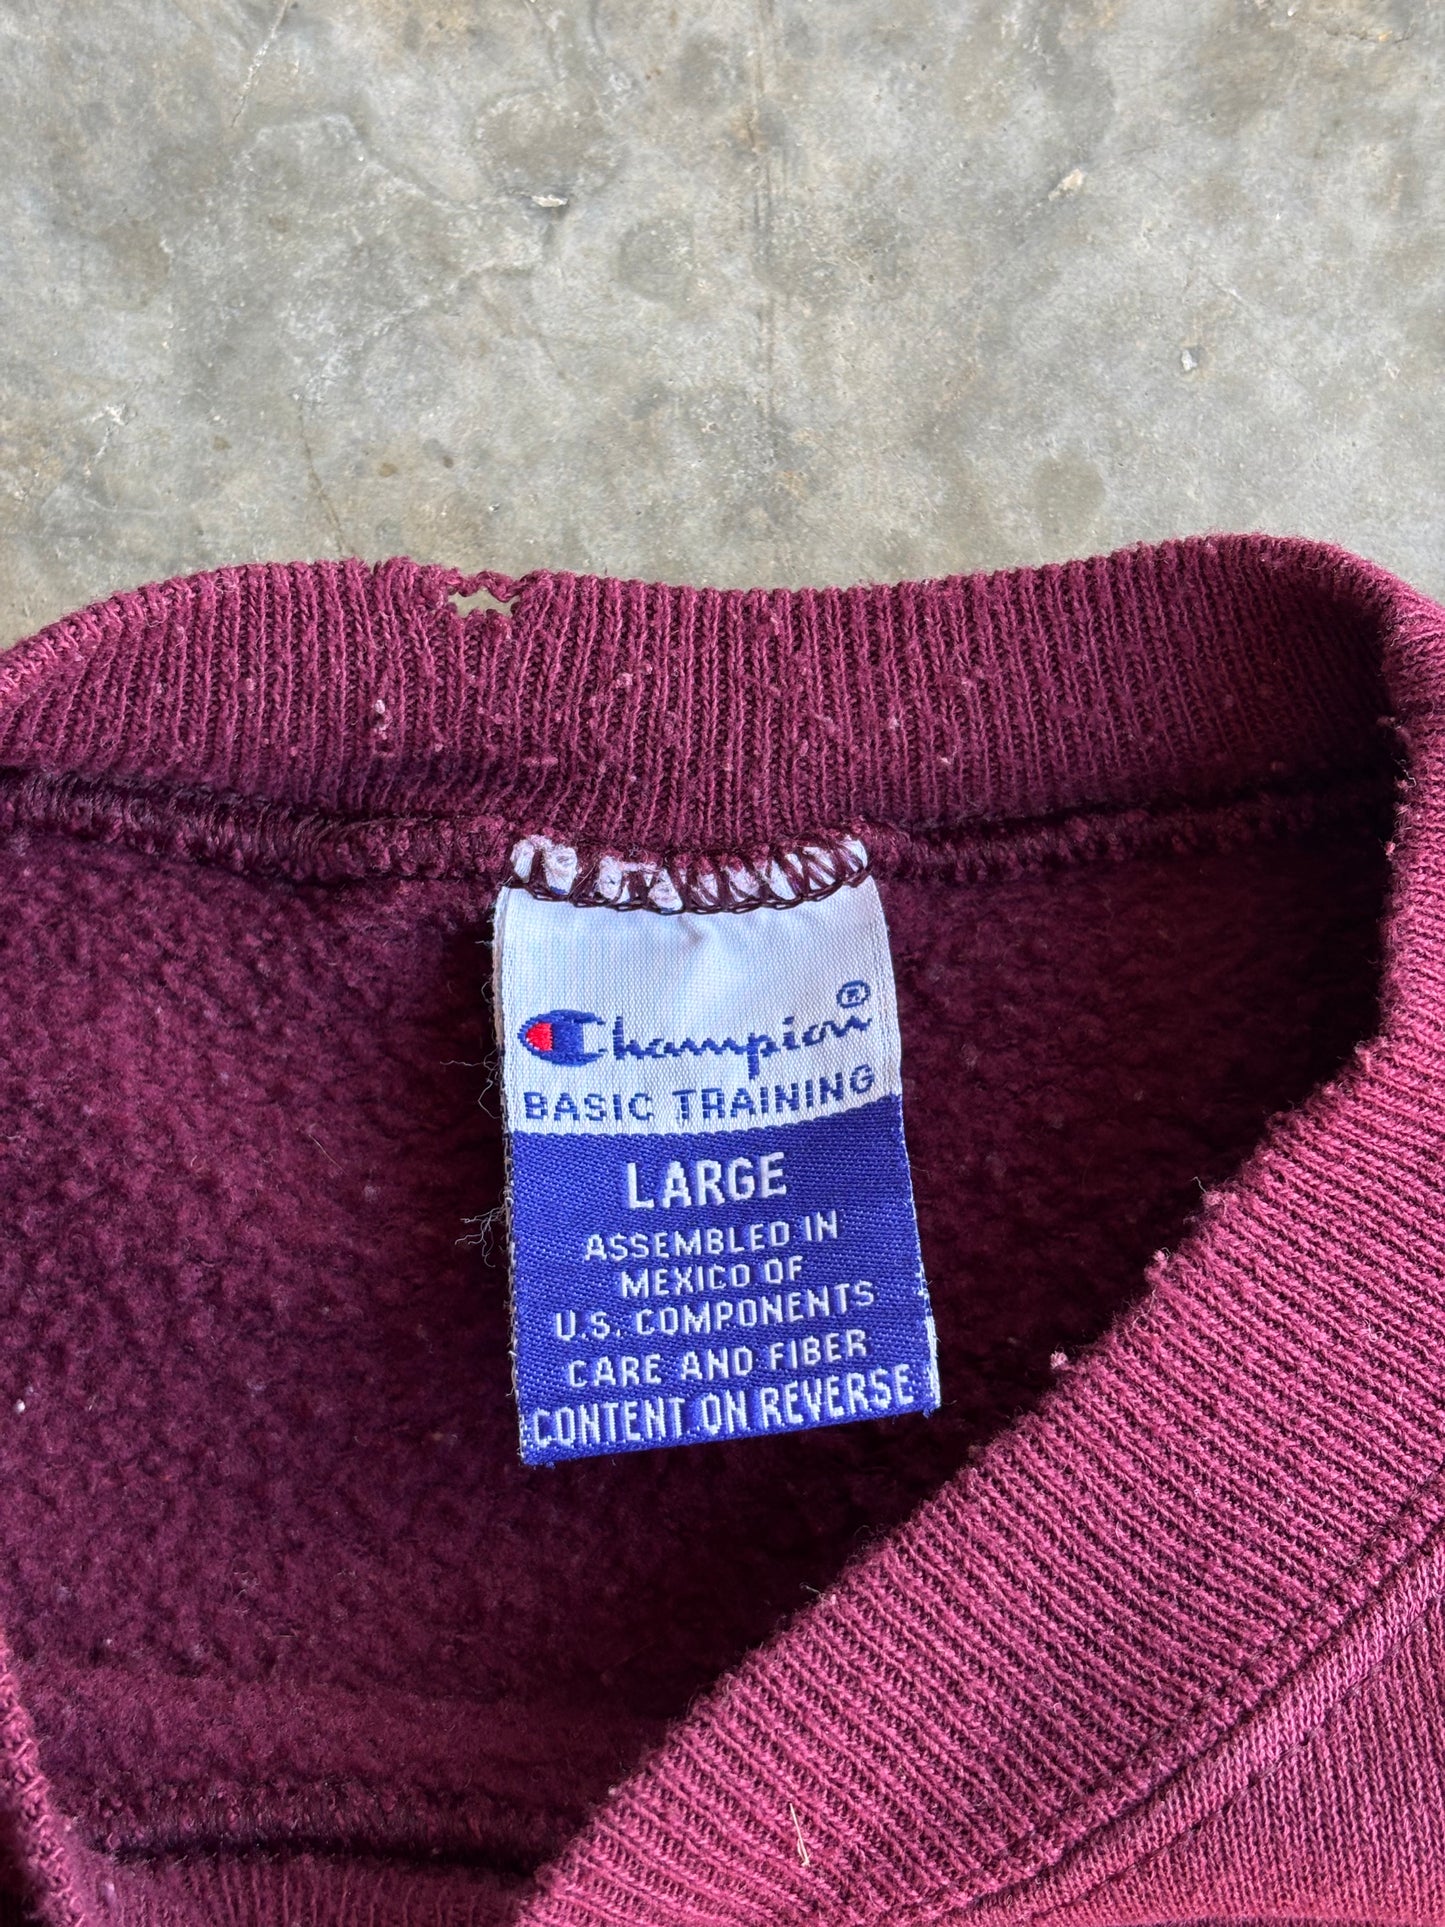 Champion®
BASIC TRAINING
LARGE
ASSEMBLED IN
MEXICO OF
U.S. COMPONENTS
CARE AND FIBER
CONTENT ON REVERSE